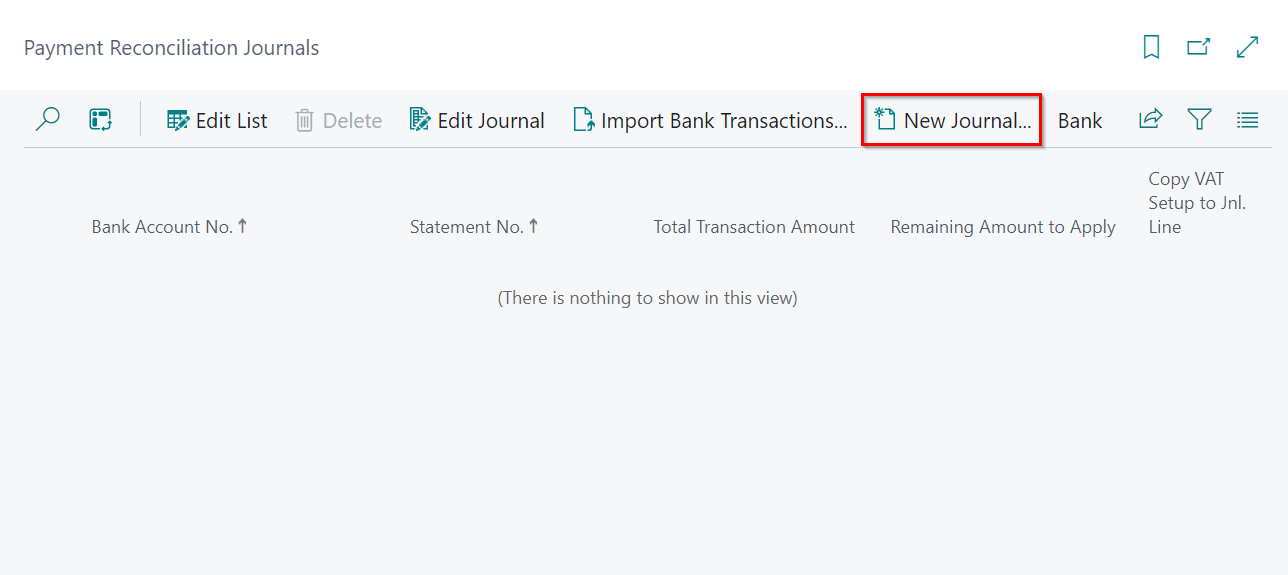 Payment Reconciliation Journals
Edit List Delete Edit Journal Import Bank Transactions... New Journal... Bank
Copy VAT
Setup to Jnl.
Bank Account No. Statement No. Total Transaction Amount Remaining Amount to Apply Line
(There is nothing to show in this view)